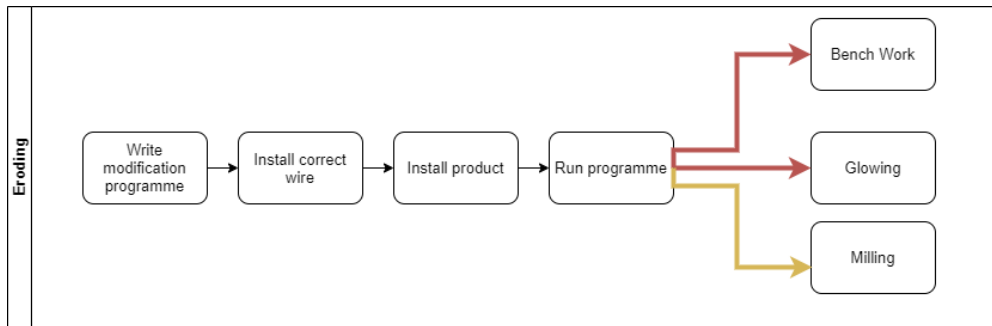 Eroding
Write
modification
programme
Install correct
wire
Install product
Run programme
Bench Work
Glowing
Milling